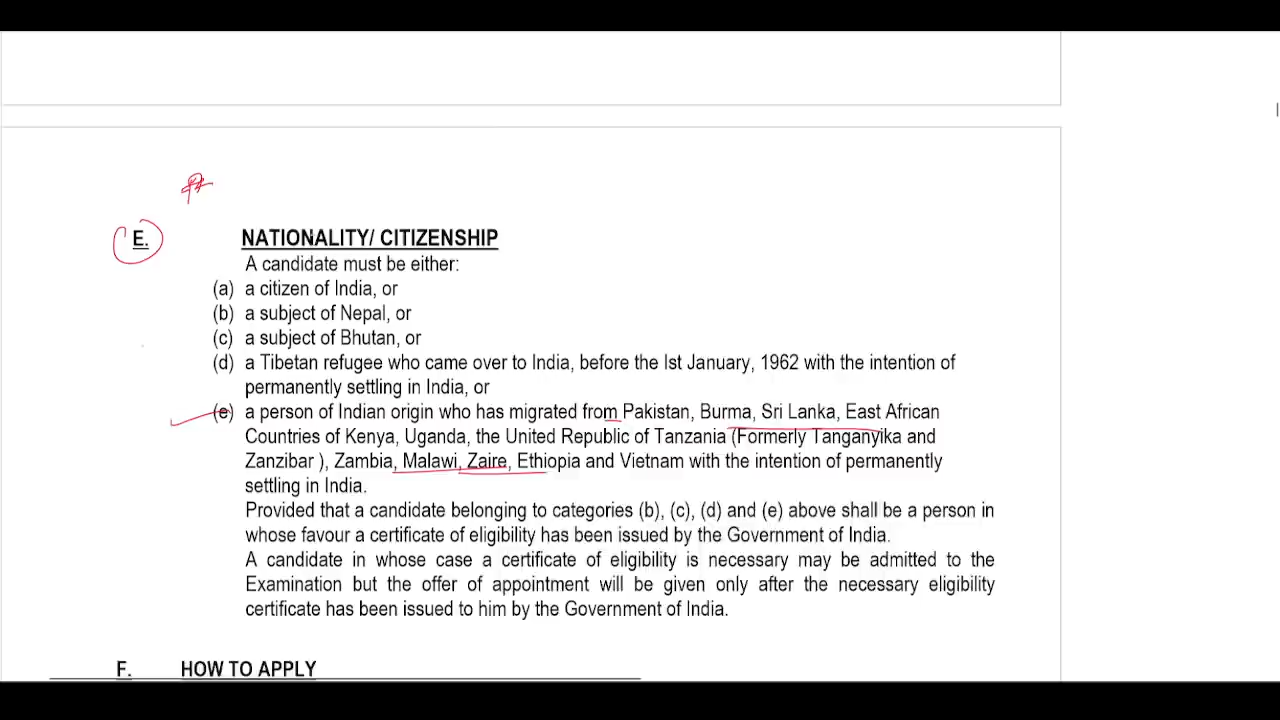 E. NATIONALITY/ CITIZENSHIP
A candidate must be either:
(a) a citizen of India, or
(b) a subject of Nepal, or
(c) a subject of Bhutan, or
(d) a Tibetan refugee who came over to India, before the Ist January, 1962 with the intention of
permanently settling in India, or
(e) a person of Indian origin who has migrated from Pakistan, Burma, Sri Lanka, East African
Countries of Kenya, Uganda, the United Republic of Tanzania (Formerly Tanganyika and
Zanzibar ), Zambia, Malawi, Zaire, Ethiopia and Vietnam with the intention of permanently
settling in India.
Provided that a candidate belonging to categories (b), (c), (d) and (e) above shall be a person in
whose favour a certificate of eligibility has been issued by the Government of India.
A candidate in whose case a certificate of eligibility is necessary may be admitted to the
Examination but the offer of appointment will be given only after the necessary eligibility
certificate has been issued to him by the Government of India.
F. HOW TO APPLY